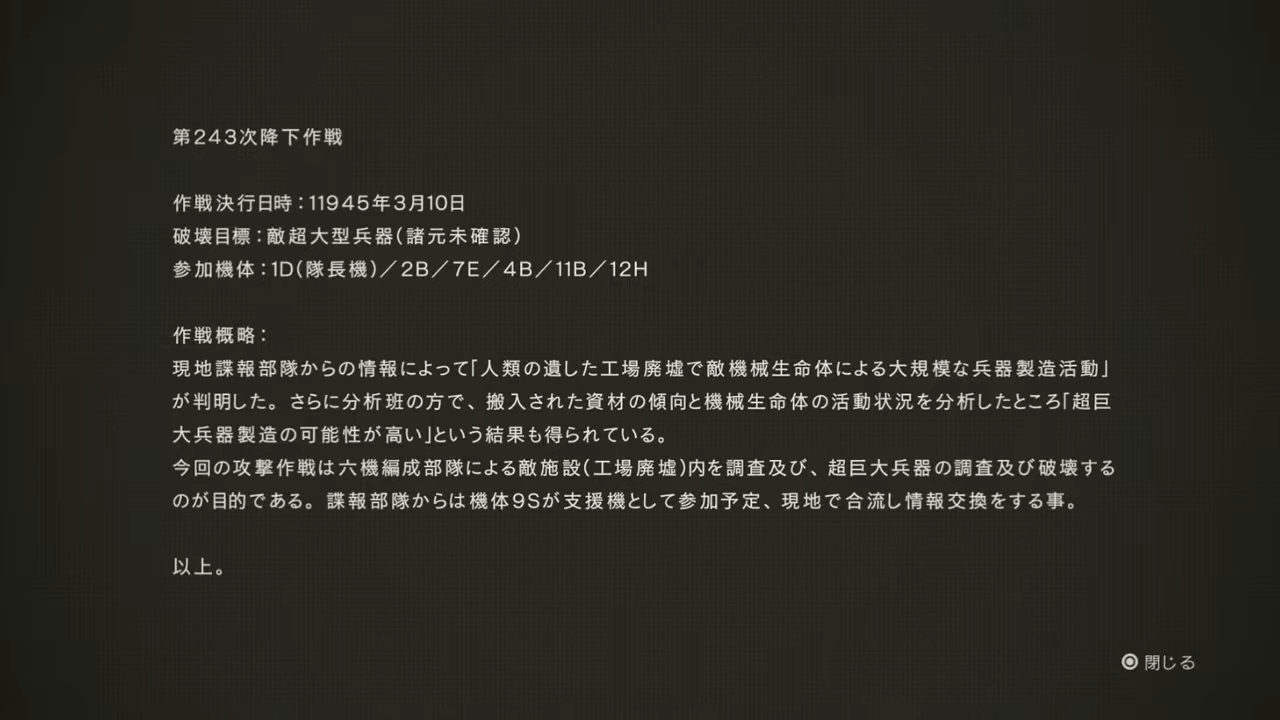 第243次降下作戦
作戦決行日時：11945年3月10日
破壊目標：敵超大型兵器(諸元未確認)
参加機体：1D(隊長機)／2B／7E／4B／11B／12H
作戦概略：
現地諜報部隊からの情報によって「人類の遺した工場廃墟で敵機械生命体による大規模な兵器製造活動」
が判明した。さらに分析班の方で、搬入された資材の傾向と機械生命体の活動状況を分析したところ「超巨
大兵器製造の可能性が高い」という結果も得られている。
今回の攻撃作戦は六機編成部隊による敵施設(工場廃墟)内を調査及び、超巨大兵器の調査及び破壊する
のが目的である。諜報部隊からは機体9Sが支援機として参加予定、現地で合流し情報交換をする事。
以上。
閉じる